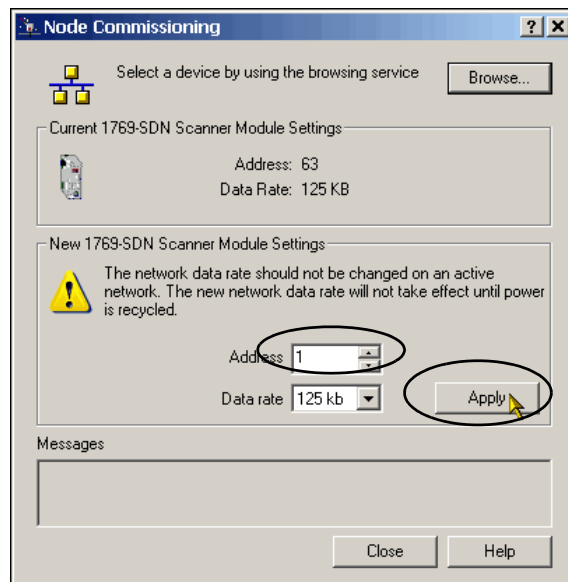 Node Commissioning
Select a device by using the browsing service
Browse...
Current 1769-SDN Scanner Module Settings
Address: 63
Data Rate: 125 KB
New 1769-SDN Scanner Module Settings
The network data rate should not be changed on an active
network. The new network data rate will not take effect until power
is recycled.
Address 1
Data rate 125 kb
Apply
Messages
Close
Help